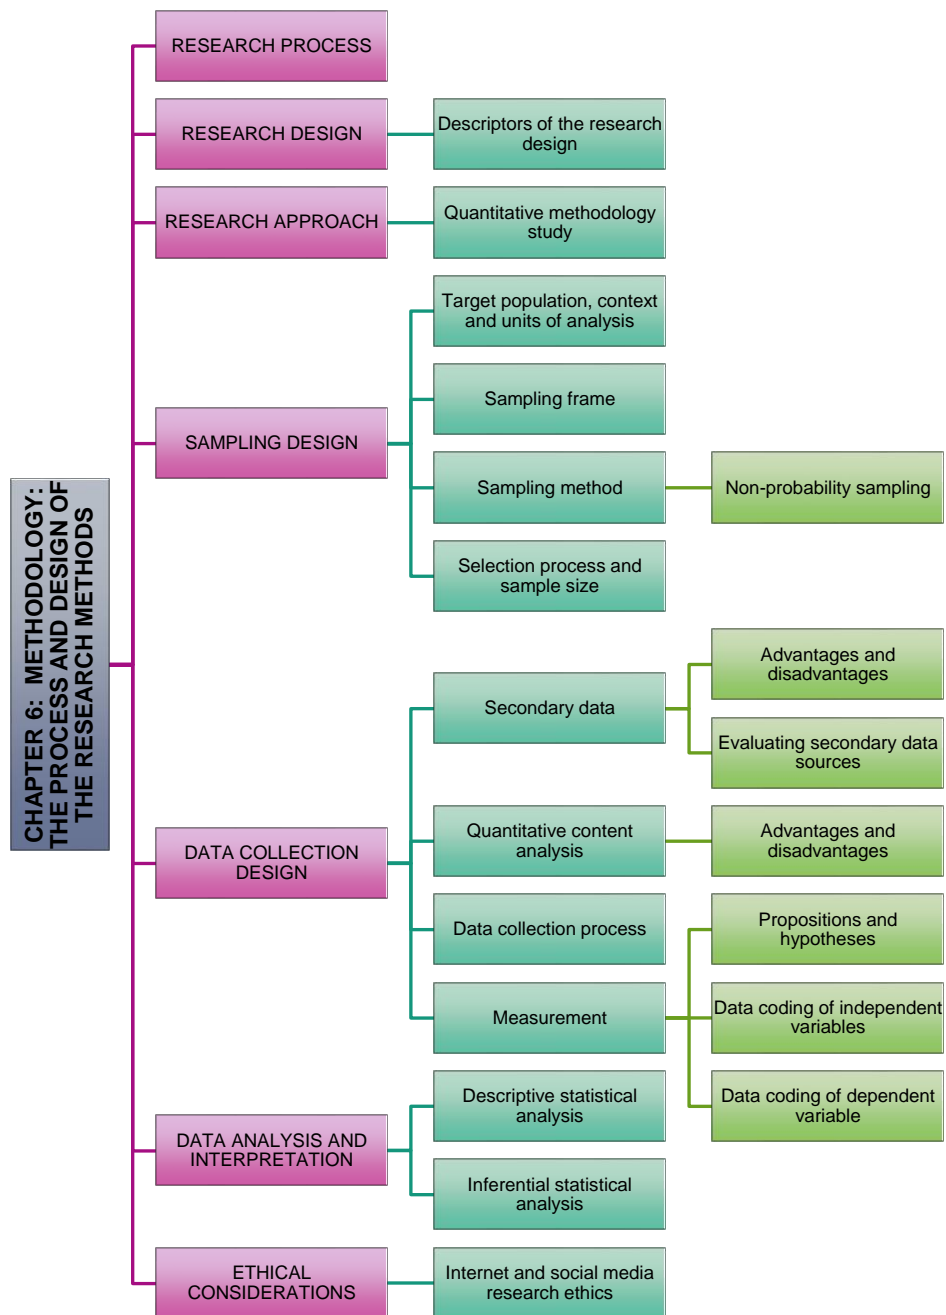 CHAPTER 6: METHODOLOGY:
THE PROCESS AND DESIGN OF
THE RESEARCH METHODS
RESEARCH PROCESS
RESEARCH DESIGN
Descriptors of the research
design
RESEARCH APPROACH
Quantitative methodology
study
SAMPLING DESIGN
Target population, context
and units of analysis
Sampling frame
Sampling method
Non-probability sampling
Selection process and
sample size
DATA COLLECTION
DESIGN
Secondary data
Advantages and
disadvantages
Evaluating secondary data
sources
Quantitative content
analysis
Advantages and
disadvantages
Data collection process
Measurement
Propositions and
hypotheses
Data coding of independent
variables
Data coding of dependent
variable
DATA ANALYSIS AND
INTERPRETATION
Descriptive statistical
analysis
Inferential statistical
analysis
ETHICAL
CONSIDERATIONS
Internet and social media
research ethics